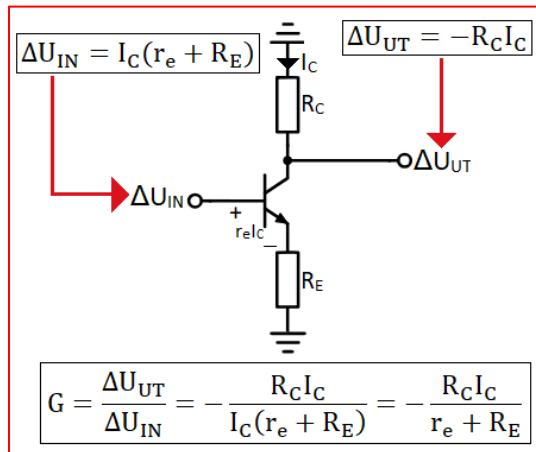 ΔU_IN = I_C(r_e + R_E)
ΔU_UT = −R_C I_C
I_C
R_C
ΔU_UT
ΔU_IN
+
r_e I_C
−
R_E
G = ΔU_UT / ΔU_IN = − R_C I_C / I_C(r_e + R_E) = − R_C I_C / r_e + R_E